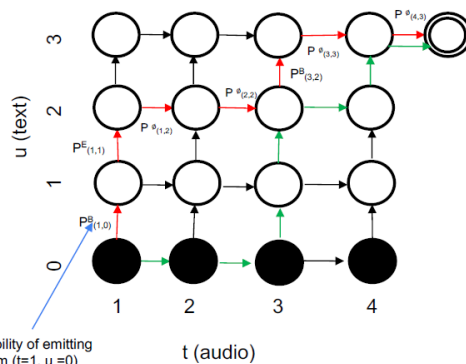 3
P ø(4,3)
P ø(3,3)
PB(3,2)
u (text)
2
P ø(1,2)
P ø(2,2)
PE(1,1)
1
PB(1,0)
0
1 2 3 4
bility of emitting
m (t=1, u =0)
t (audio)